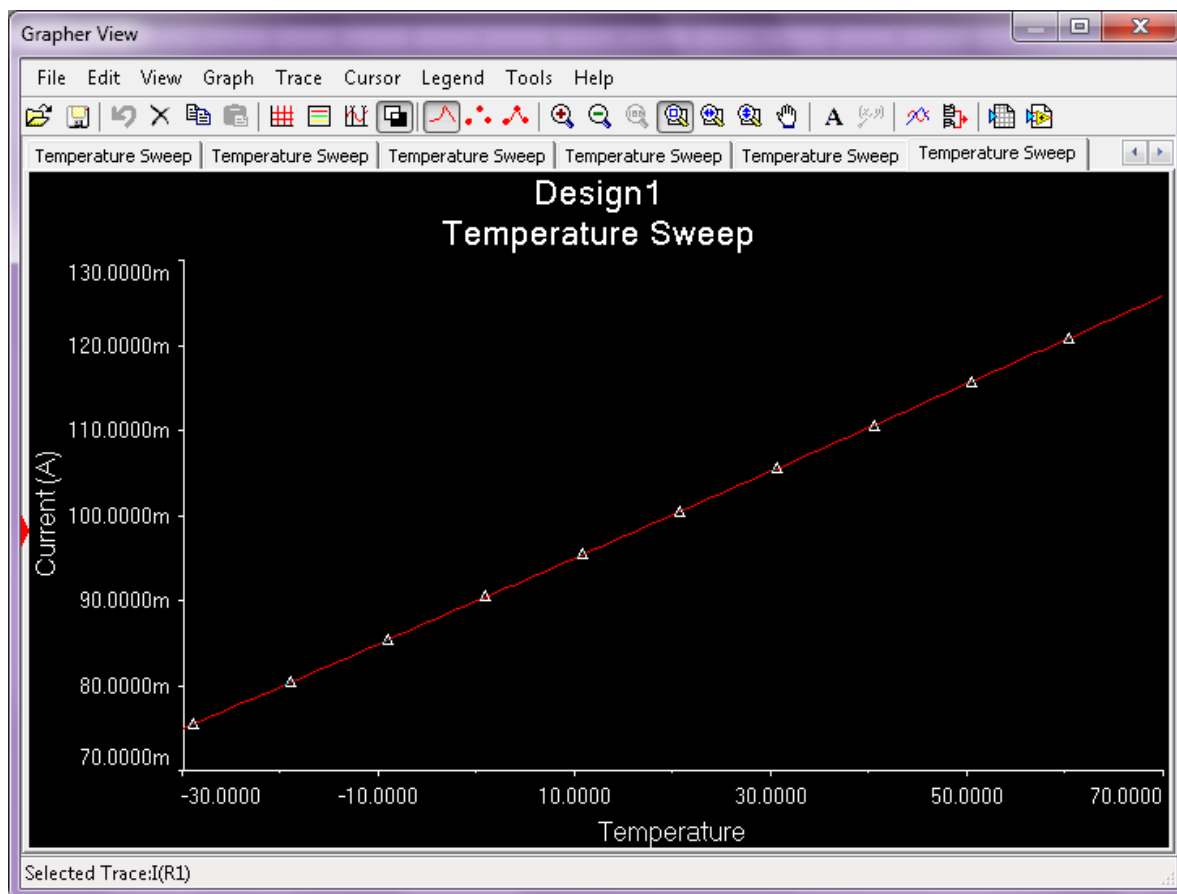 Grapher View
File Edit View Graph Trace Cursor Legend Tools Help
A
Temperature Sweep Temperature Sweep Temperature Sweep Temperature Sweep Temperature Sweep Temperature Sweep
Design1
Temperature Sweep
130.0000m
120.0000m
110.0000m
100.0000m
90.0000m
80.0000m
70.0000m
Current (A)
-30.0000 -10.0000 10.0000 30.0000 50.0000 70.0000
Temperature
Selected Trace:I(R1)